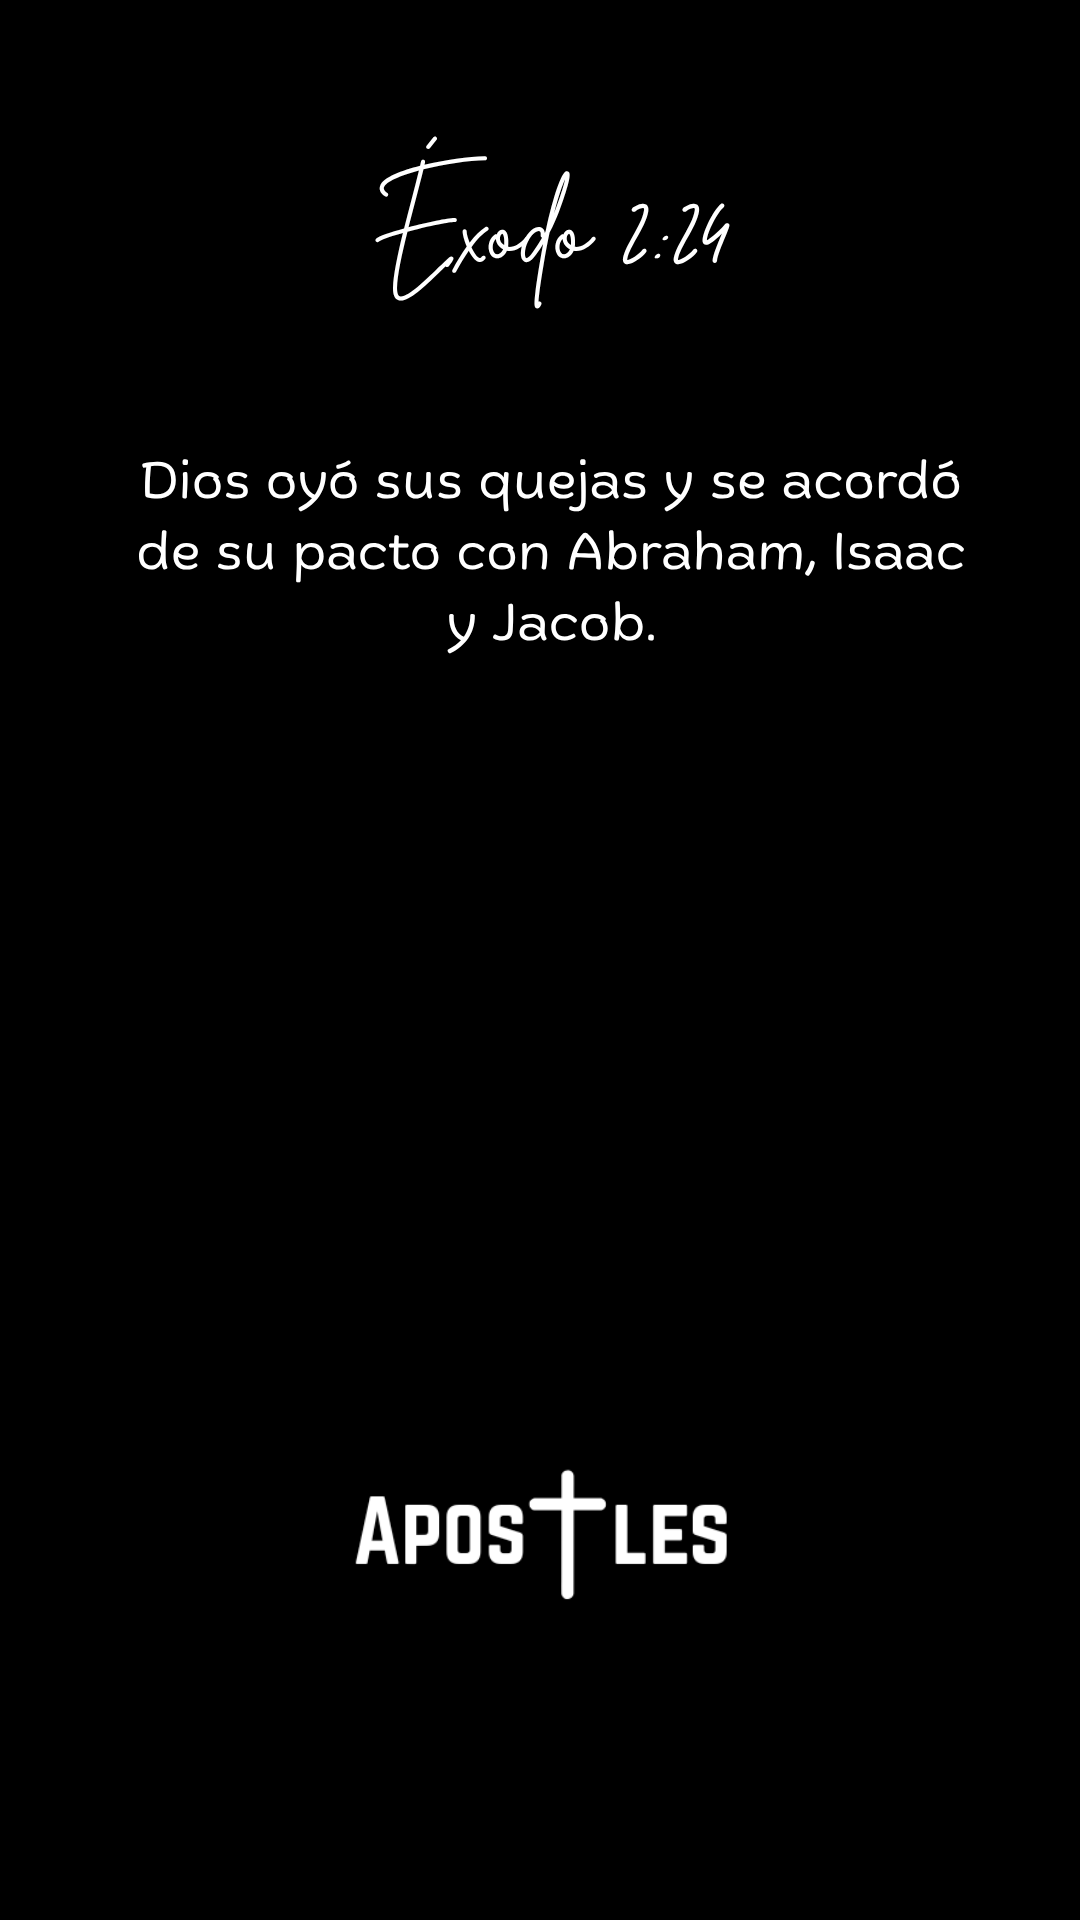 Éxodo 2:24
Dios oyó sus quejas y se acordó
de su pacto con Abraham, Isaac
y Jacob.
APOSTLES